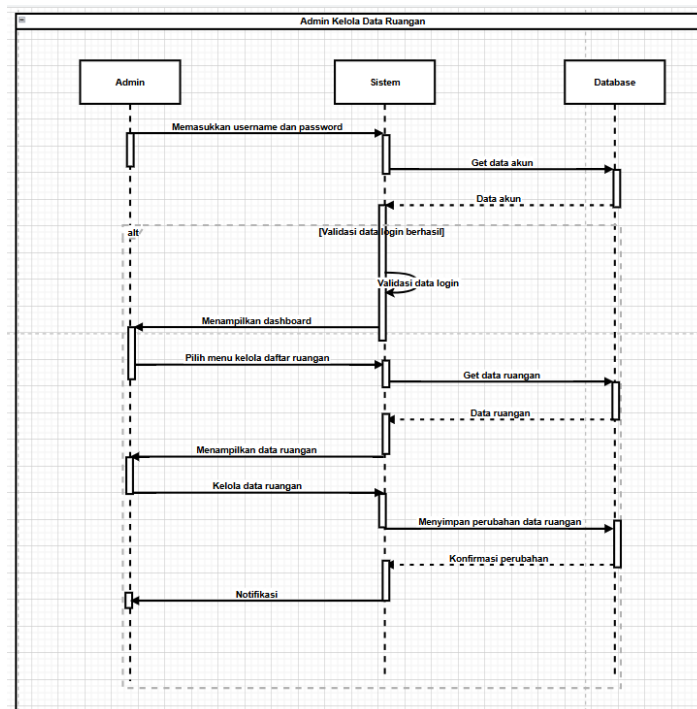 Admin Kelola Data Ruangan
Admin
Sistem
Database
Memasukkan username dan password
Get data akun
Data akun
alt
[Validasi data login berhasil]
Validasi data login
Menampilkan dashboard
Pilih menu kelola daftar ruangan
Get data ruangan
Data ruangan
Menampilkan data ruangan
Kelola data ruangan
Menyimpan perubahan data ruangan
Konfirmasi perubahan
Notifikasi